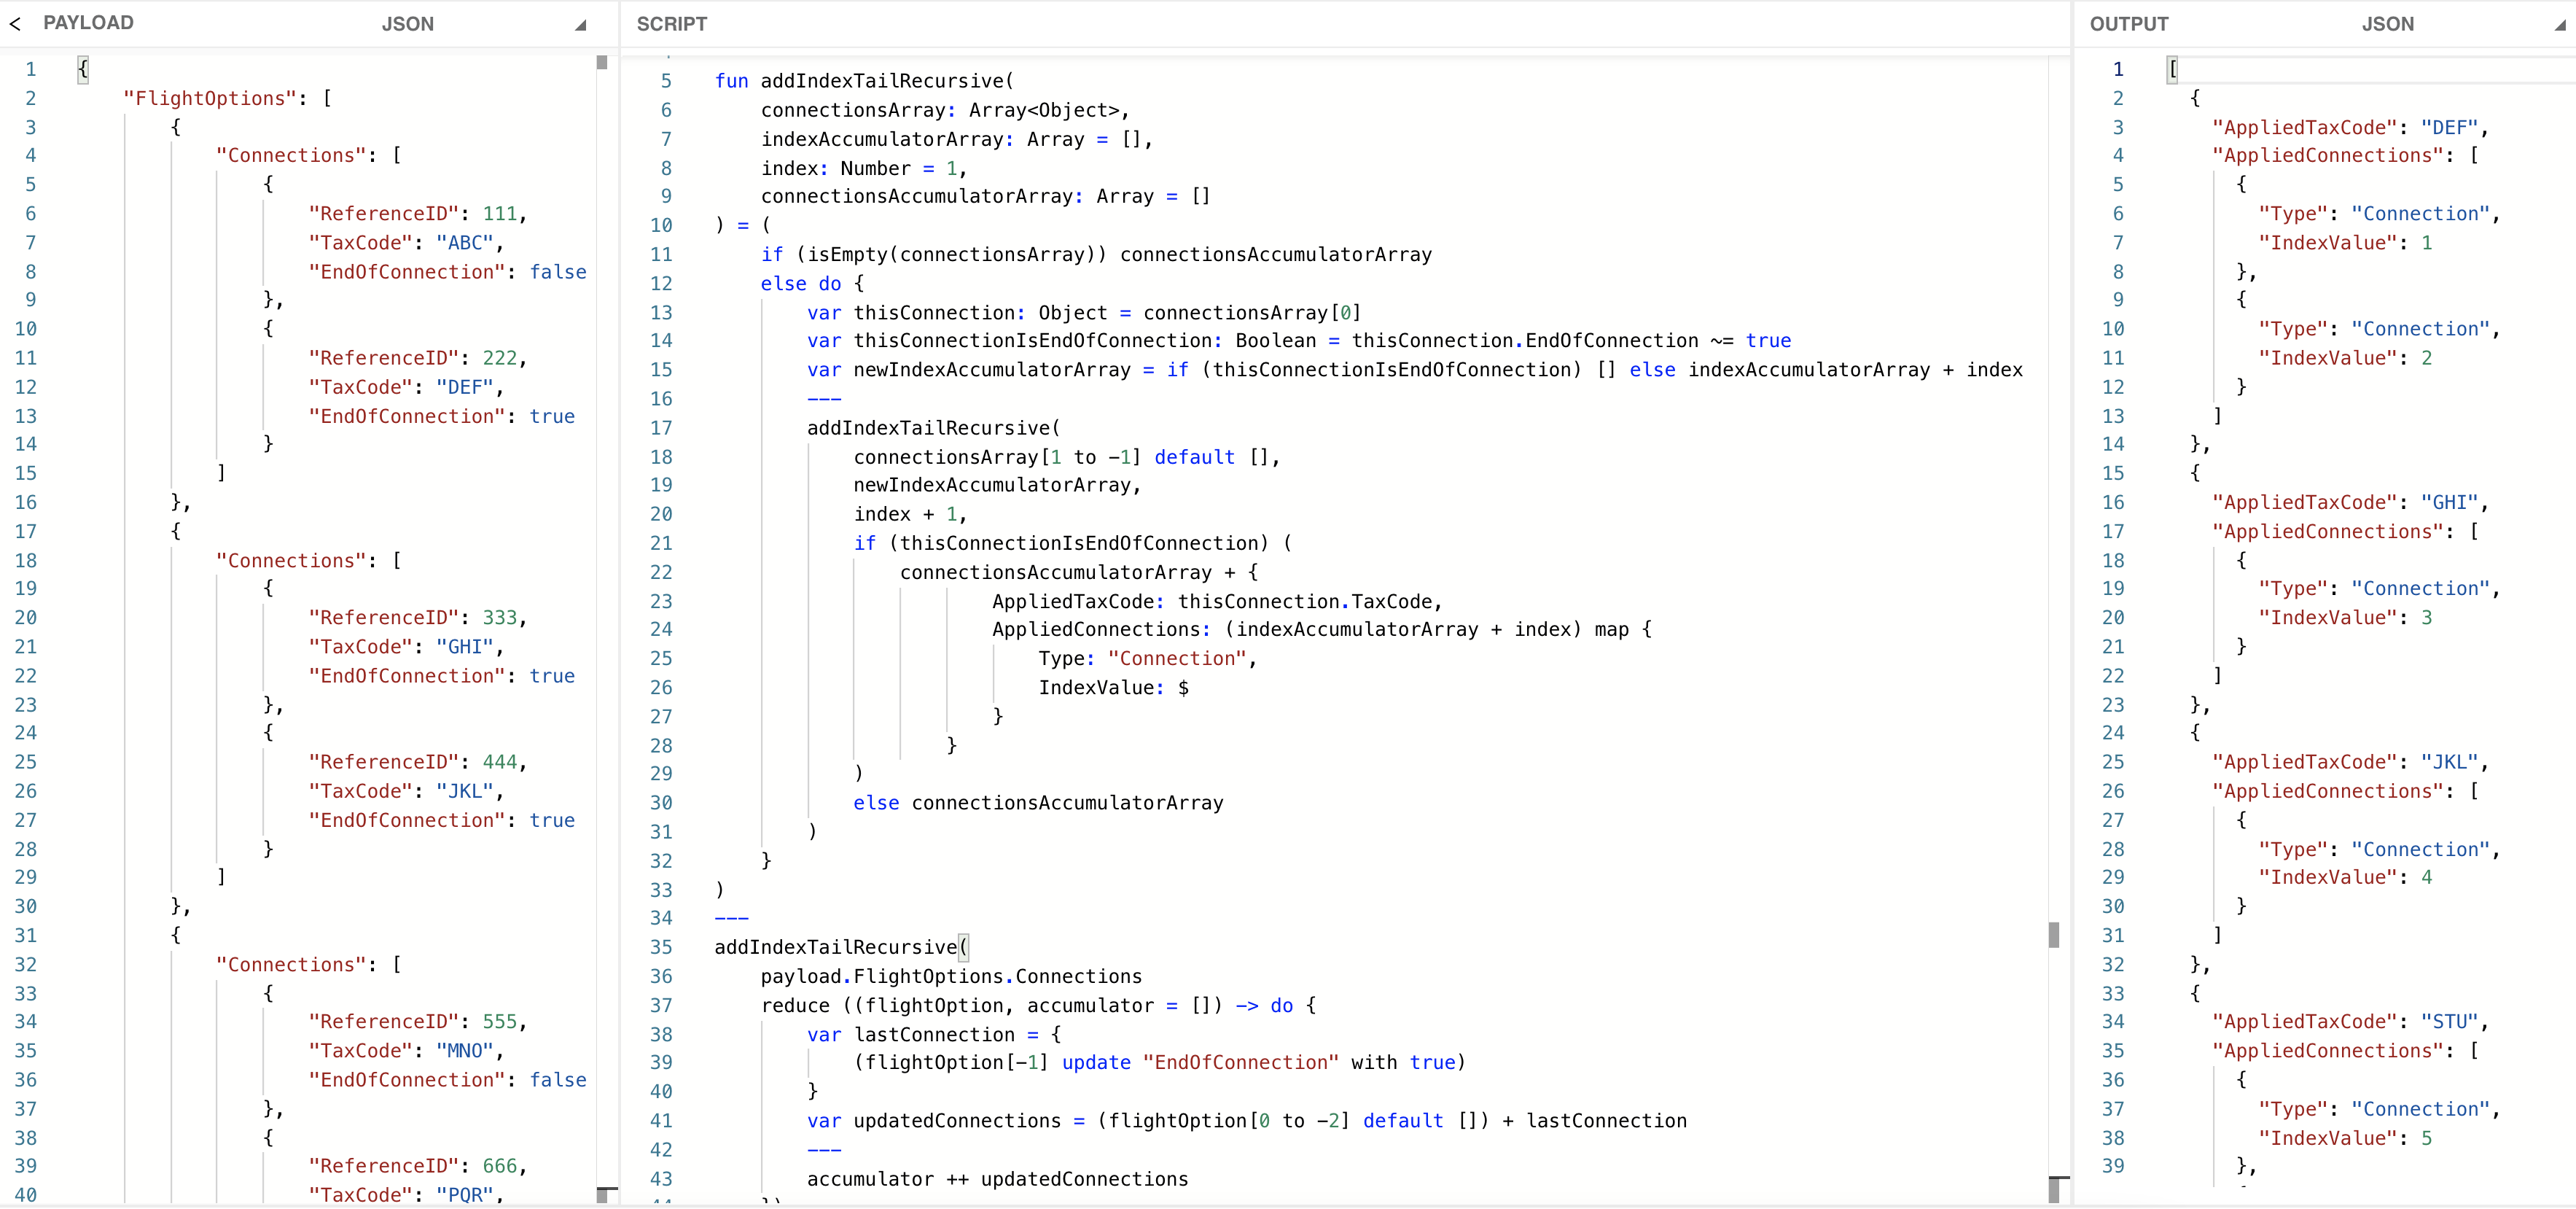 < PAYLOAD JSON
1 {
2 "FlightOptions": [
3 {
4 "Connections": [
5 {
6 "ReferenceID": 111,
7 "TaxCode": "ABC",
8 "EndOfConnection": false
9 },
10 {
11 "ReferenceID": 222,
12 "TaxCode": "DEF",
13 "EndOfConnection": true
14 }
15 ]
16 },
17 {
18 "Connections": [
19 {
20 "ReferenceID": 333,
21 "TaxCode": "GHI",
22 "EndOfConnection": true
23 },
24 {
25 "ReferenceID": 444,
26 "TaxCode": "JKL",
27 "EndOfConnection": true
28 }
29 ]
30 },
31 {
32 "Connections": [
33 {
34 "ReferenceID": 555,
35 "TaxCode": "MNO",
36 "EndOfConnection": false
37 },
38 {
39 "ReferenceID": 666,
40 "TaxCode": "PQR",
SCRIPT
5 fun addIndexTailRecursive(
6 connectionsArray: Array<Object>,
7 indexAccumulatorArray: Array = [],
8 index: Number = 1,
9 connectionsAccumulatorArray: Array = []
10 ) = (
11 if (isEmpty(connectionsArray)) connectionsAccumulatorArray
12 else do {
13 var thisConnection: Object = connectionsArray[0]
14 var thisConnectionIsEndOfConnection: Boolean = thisConnection.EndOfConnection ~= true
15 var newIndexAccumulatorArray = if (thisConnectionIsEndOfConnection) [] else indexAccumulatorArray + index
16 ---
17 addIndexTailRecursive(
18 connectionsArray[1 to -1] default [],
19 newIndexAccumulatorArray,
20 index + 1,
21 if (thisConnectionIsEndOfConnection) (
22 connectionsAccumulatorArray + {
23 AppliedTaxCode: thisConnection.TaxCode,
24 AppliedConnections: (indexAccumulatorArray + index) map {
25 Type: "Connection",
26 IndexValue: $
27 }
28 }
29 )
30 else connectionsAccumulatorArray
31 )
32 }
33 )
34 ---
35 addIndexTailRecursive(
36 payload.FlightOptions.Connections
37 reduce ((flightOption, accumulator = []) -> do {
38 var lastConnection = {
39 (flightOption[-1] update "EndOfConnection" with true)
40 }
41 var updatedConnections = (flightOption[0 to -2] default []) + lastConnection
42 ---
43 accumulator ++ updatedConnections
OUTPUT JSON
1 [
2 {
3 "AppliedTaxCode": "DEF",
4 "AppliedConnections": [
5 {
6 "Type": "Connection",
7 "IndexValue": 1
8 },
9 {
10 "Type": "Connection",
11 "IndexValue": 2
12 }
13 ]
14 },
15 {
16 "AppliedTaxCode": "GHI",
17 "AppliedConnections": [
18 {
19 "Type": "Connection",
20 "IndexValue": 3
21 }
22 ]
23 },
24 {
25 "AppliedTaxCode": "JKL",
26 "AppliedConnections": [
27 {
28 "Type": "Connection",
29 "IndexValue": 4
30 }
31 ]
32 },
33 {
34 "AppliedTaxCode": "STU",
35 "AppliedConnections": [
36 {
37 "Type": "Connection",
38 "IndexValue": 5
39 },